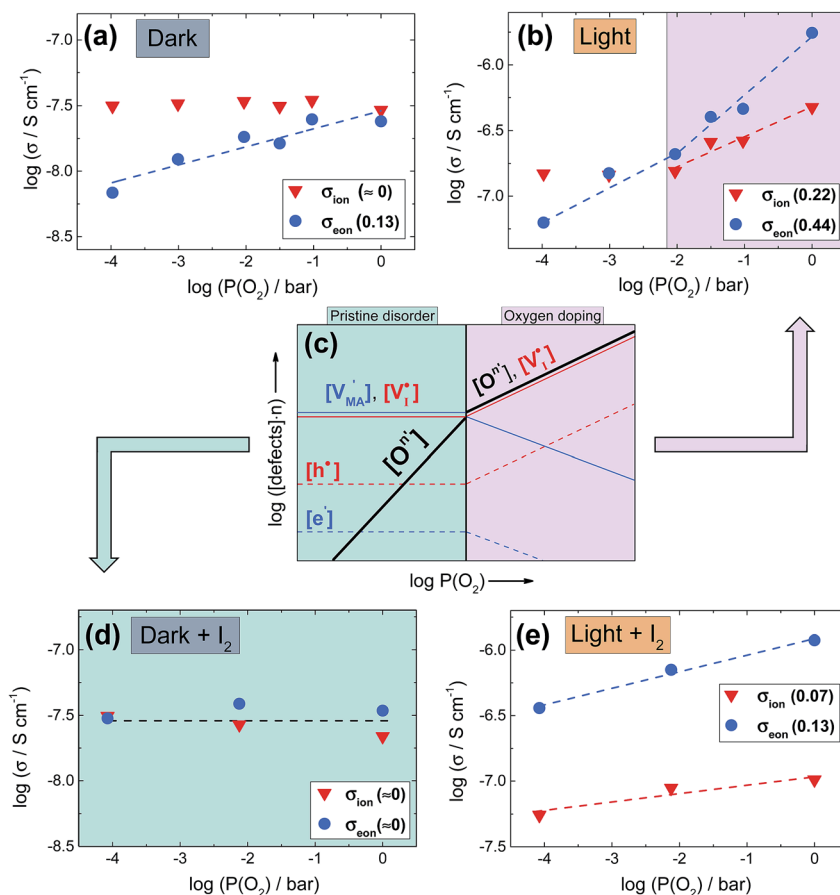 (a) Dark
log (σ / S cm⁻¹)
-7.0
-7.5
-8.0
-8.5
σion (≈ 0)
σeon (0.13)
-4 -3 -2 -1 0
log (P(O₂) / bar)
(b) Light
log (σ / S cm⁻¹)
-6.0
-6.5
-7.0
σion (0.22)
σeon (0.44)
-4 -3 -2 -1 0
log (P(O₂) / bar)
Pristine disorder Oxygen doping
(c)
log ([defects]·n)
[V'MA], [V•I]
[Oⁿ'], [V•I]
[Oⁿ']
[h•]
[e']
log P(O₂)
(d) Dark + I₂
log (σ / S cm⁻¹)
-7.0
-7.5
-8.0
-8.5
σion (≈0)
σeon (≈0)
-4 -3 -2 -1 0
log (P(O₂) / bar)
(e) Light + I₂
log (σ / S cm⁻¹)
-6.0
-6.5
-7.0
-7.5
σion (0.07)
σeon (0.13)
-4 -3 -2 -1 0
log (P(O₂) / bar)